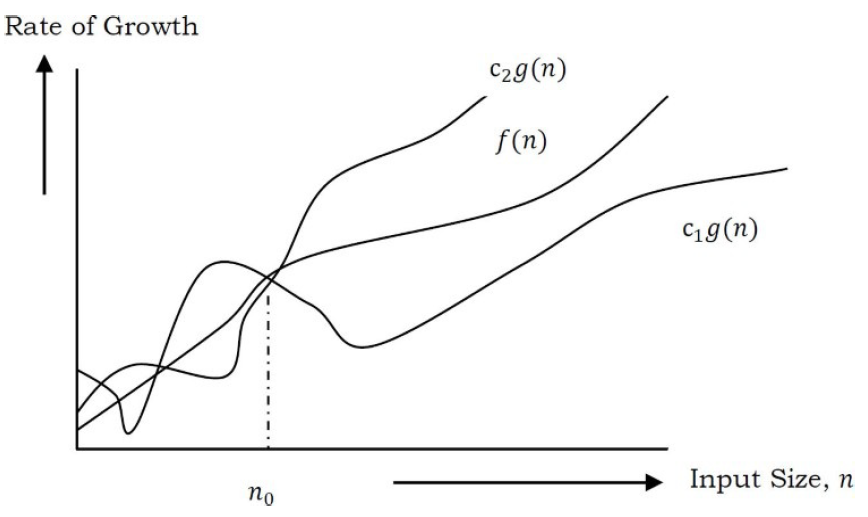 Rate of Growth
c₂g(n)
f(n)
c₁g(n)
Input Size, n
n₀